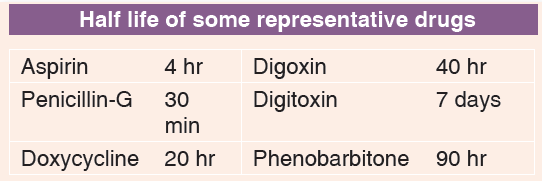 Half life of some representative drugs
Aspirin 4 hr Digoxin 40 hr
Penicillin-G 30 min Digitoxin 7 days
Doxycycline 20 hr Phenobarbitone 90 hr